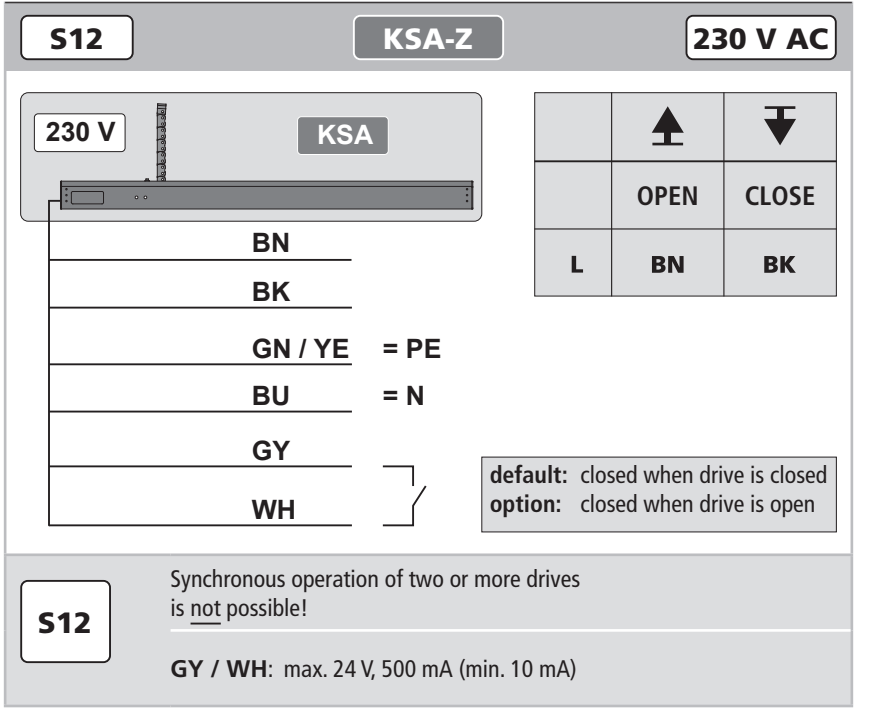 S12
KSA-Z
230 V AC
230 V
KSA
OPEN CLOSE
L BN BK
BN
BK
GN / YE = PE
BU = N
GY
WH
default: closed when drive is closed
option: closed when drive is open
S12
Synchronous operation of two or more drives
is not possible!
GY / WH: max. 24 V, 500 mA (min. 10 mA)